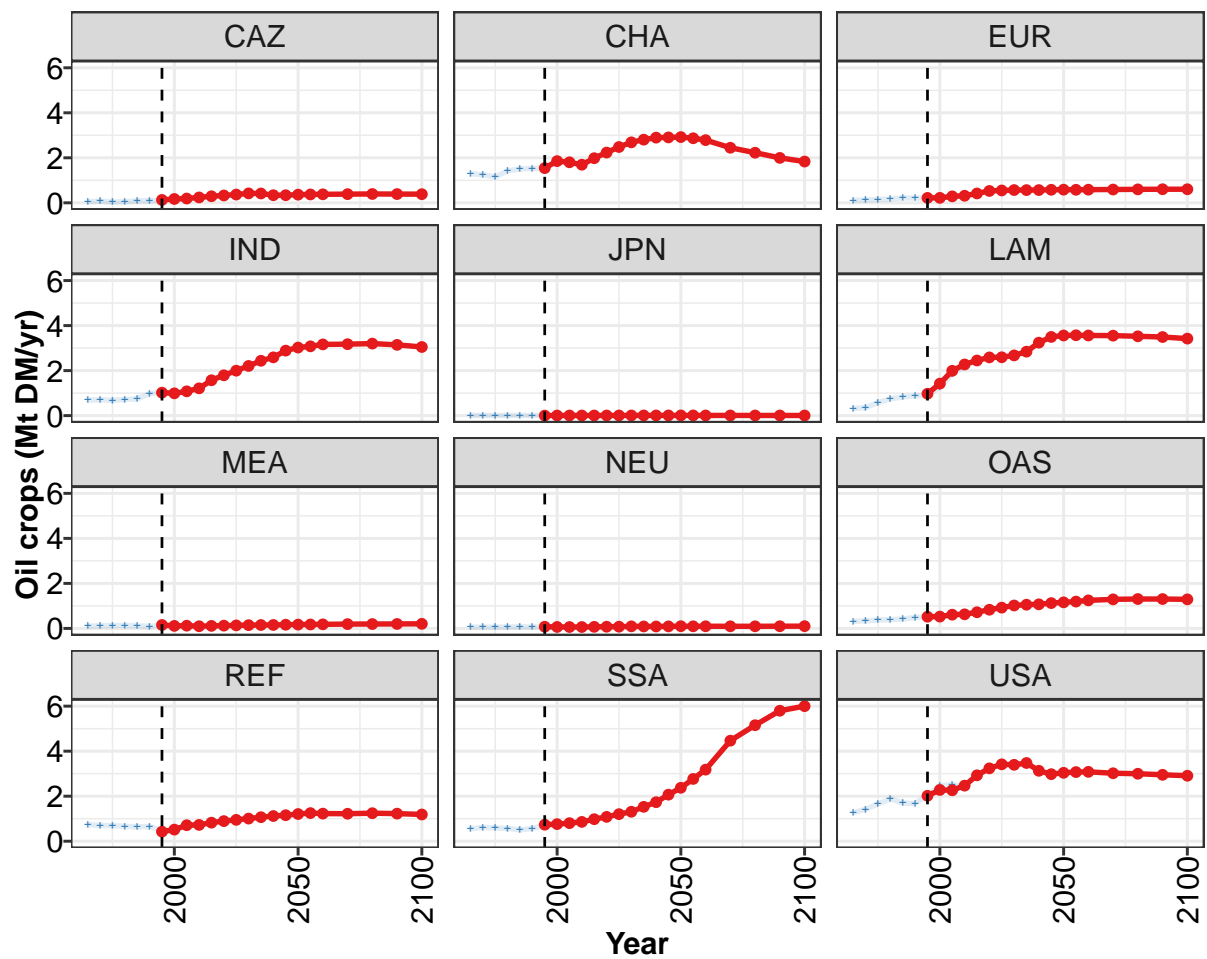 CAZ CHA EUR
6
4
2
0
IND JPN LAM
6
4
2
0
MEA NEU OAS
6
4
2
0
REF SSA USA
6
4
2
0
2000 2050 2100 2000 2050 2100 2000 2050 2100
Year
Oil crops (Mt DM/yr)